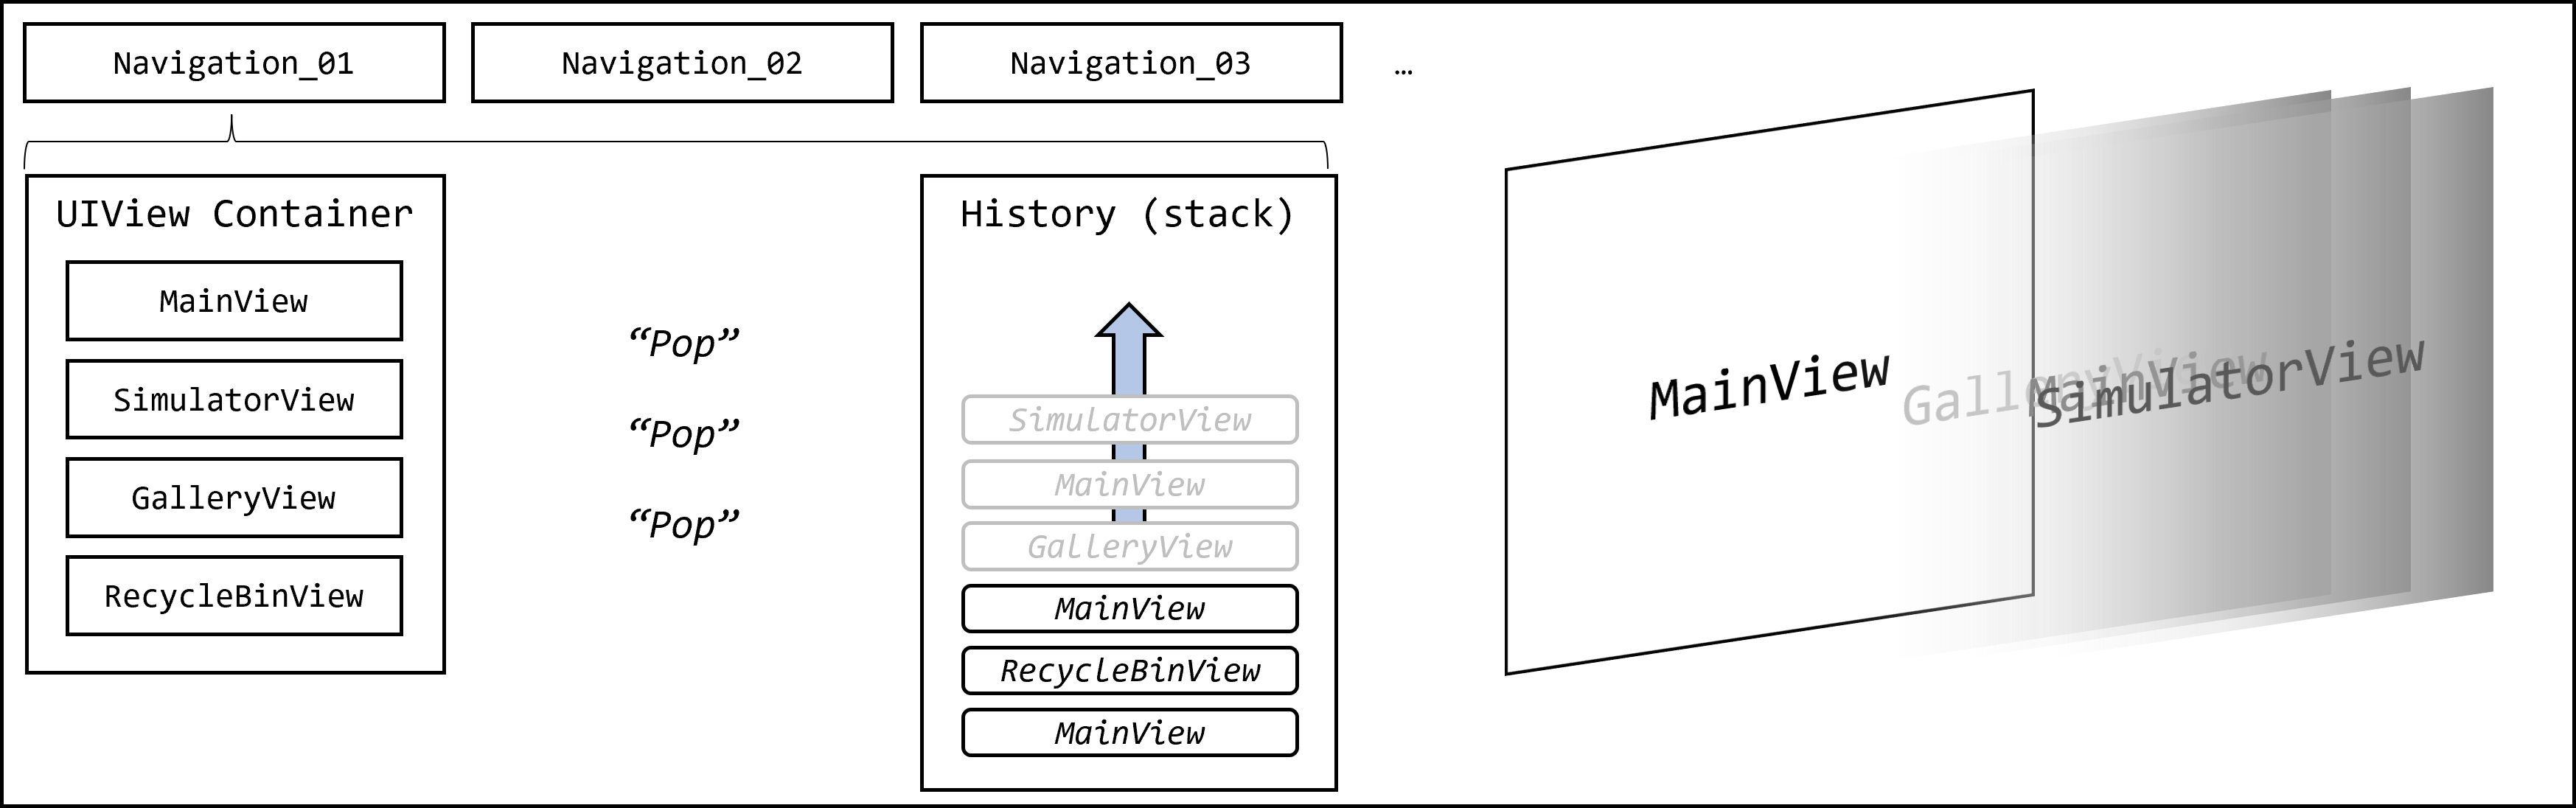 Navigation_01
Navigation_02
Navigation_03
…
UIView Container
MainView
SimulatorView
GalleryView
RecycleBinView
“Pop”
“Pop”
“Pop”
History (stack)
SimulatorView
MainView
GalleryView
MainView
RecycleBinView
MainView
MainView
GalleryView
MainView
SimulatorView